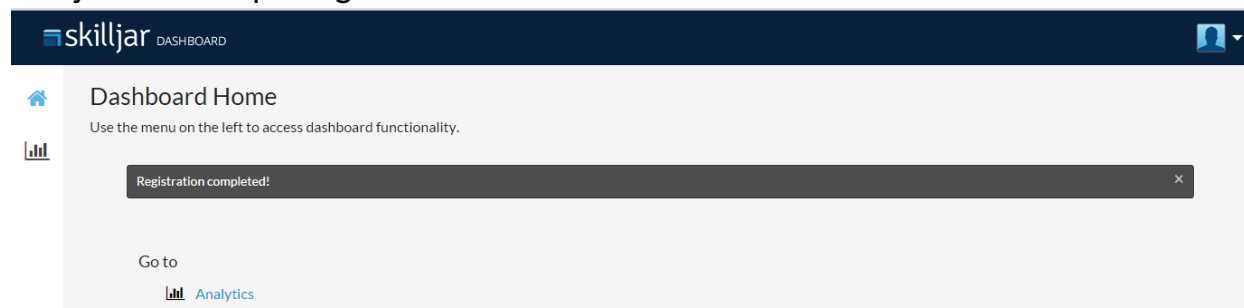 skilljar DASHBOARD
Dashboard Home
Use the menu on the left to access dashboard functionality.
Registration completed! ×
Go to
Analytics